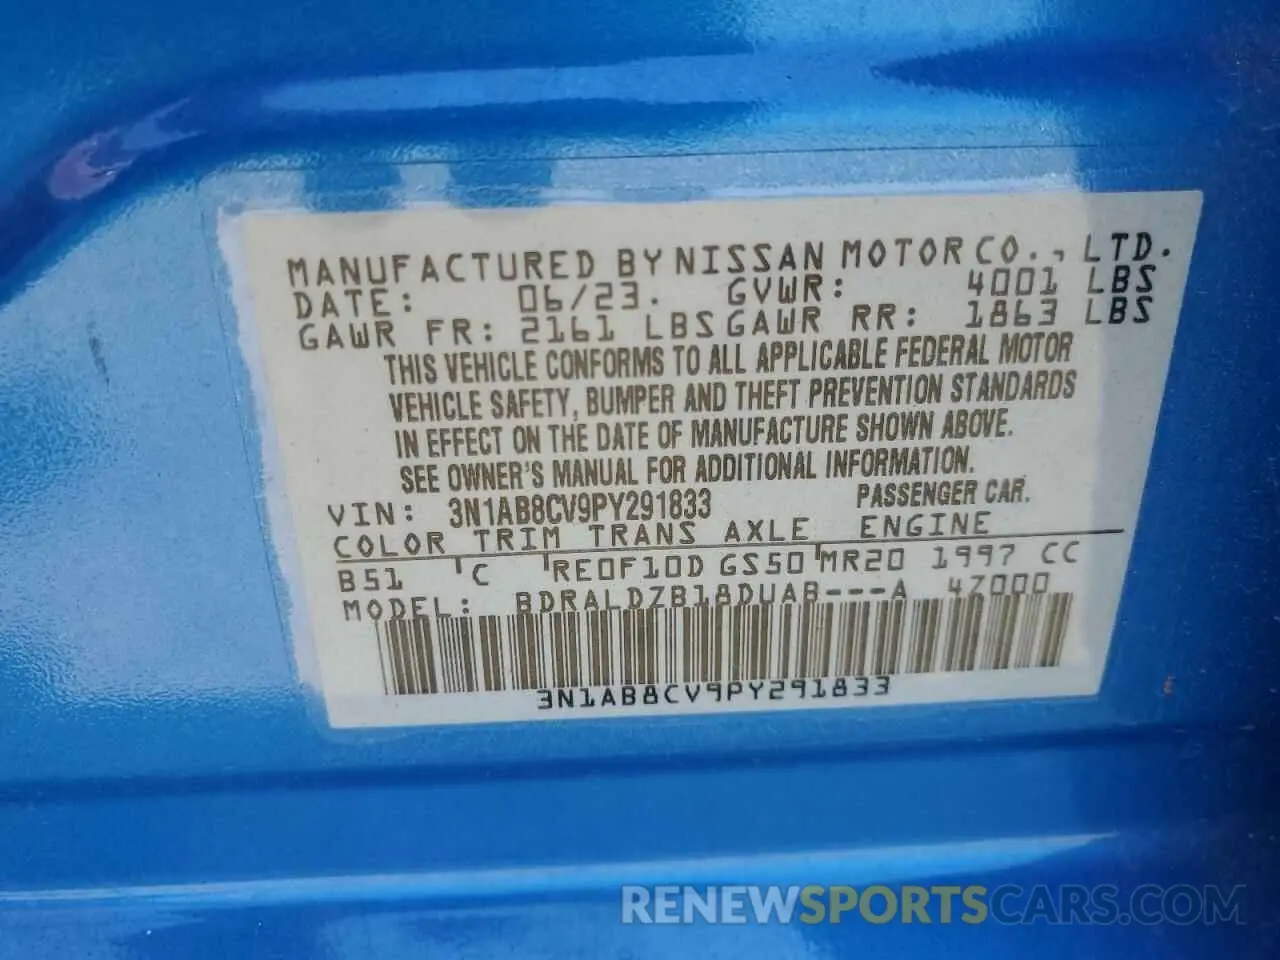 MANUFACTURED BY NISSAN MOTOR CO., LTD.
DATE: 06/23. GVWR: 4001 LBS
GAWR FR: 2161 LBS GAWR RR: 1863 LBS
THIS VEHICLE CONFORMS TO ALL APPLICABLE FEDERAL MOTOR
VEHICLE SAFETY, BUMPER AND THEFT PREVENTION STANDARDS
IN EFFECT ON THE DATE OF MANUFACTURE SHOWN ABOVE.
SEE OWNER'S MANUAL FOR ADDITIONAL INFORMATION.
VIN: 3N1AB8CV9PY291833 PASSENGER CAR.
COLOR TRIM TRANS AXLE ENGINE
B51 C RE0F10D GS50 MR20 1997 CC
MODEL: BDRALDZB18DUAB---A 4Z000
3N1AB8CV9PY291833
RENEWSPORTSCARS.COM